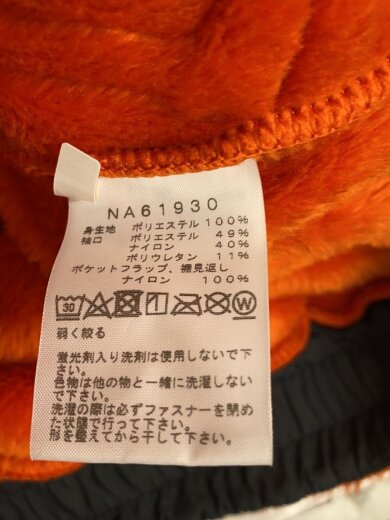 NA61930
身生地 ポリエステル 100%
袖口 ポリエステル 49%
ナイロン 40%
ポリウレタン 11%
ポケットフラップ、裾見返し
ナイロン 100%
30 W
弱く絞る
蛍光剤入り洗剤は使用しないで下
さい。
色物は他の物と一緒に洗濯しない
で下さい。
洗濯の際は必ずファスナーを閉め
た状態で行って下さい。
形を整えてから干して下さい。